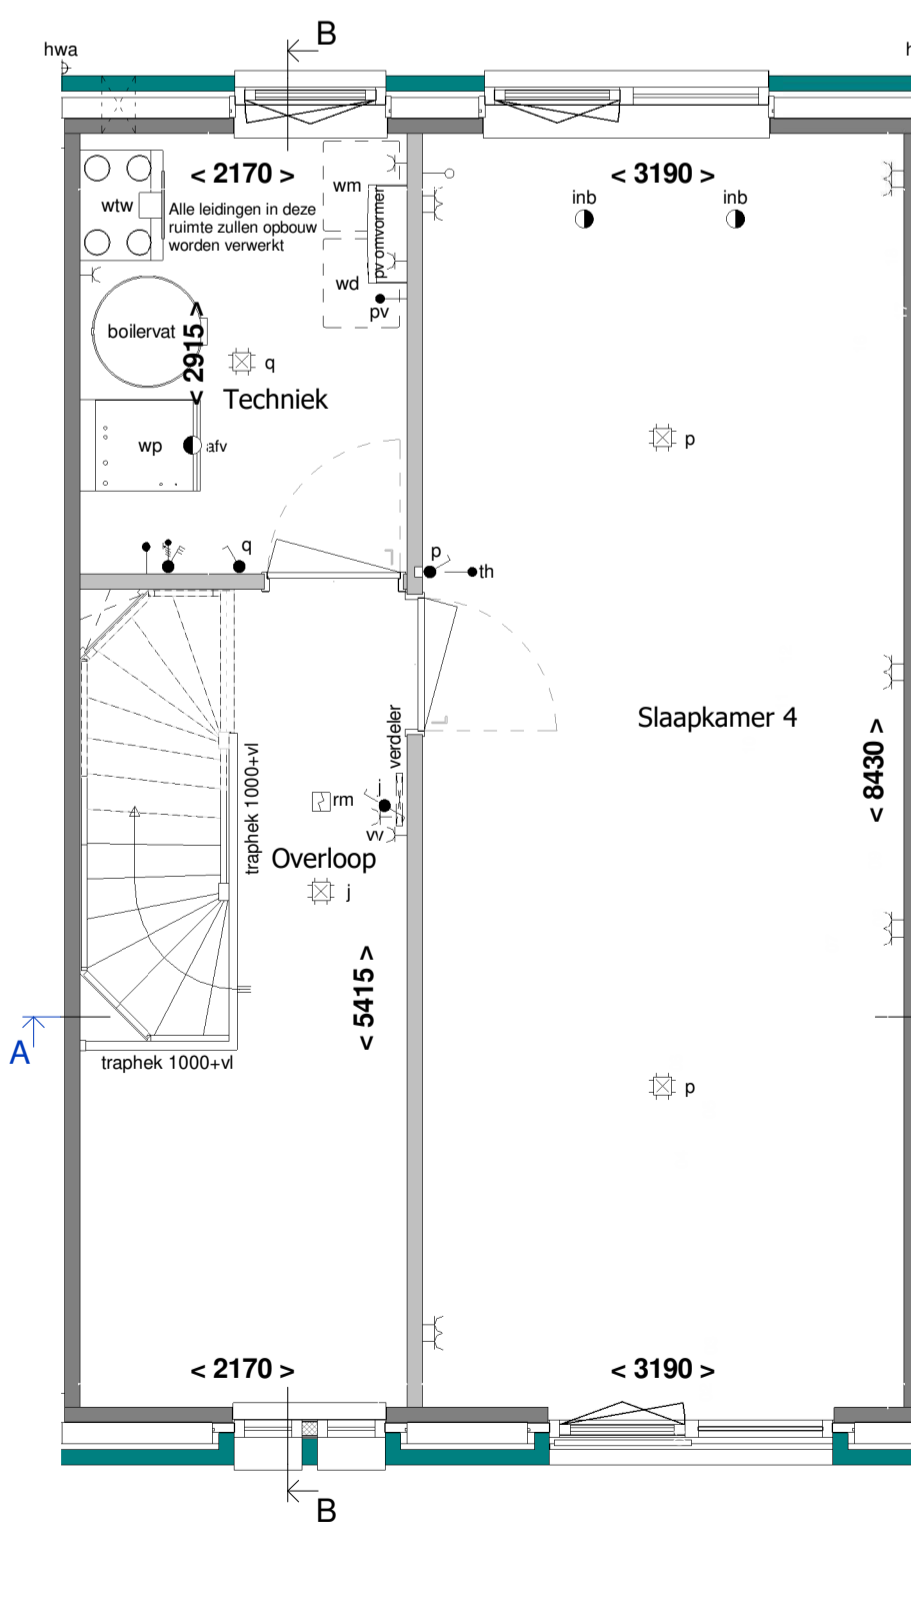 B
hwa
h
< 2170 >
< 3190 >
wm
wtw
Alle leidingen in deze
ruimte zullen opbouw
worden verwerkt
pv omvormer
inb
inb
wd
pv
boilervat
< 2915 >
q
Techniek
p
wp
afv
q
p
th
Slaapkamer 4
verdeler
traphek 1000+vl
< 8430 >
j
rm
vv
Overloop
j
< 5415 >
A
traphek 1000+vl
p
< 2170 >
< 3190 >
B